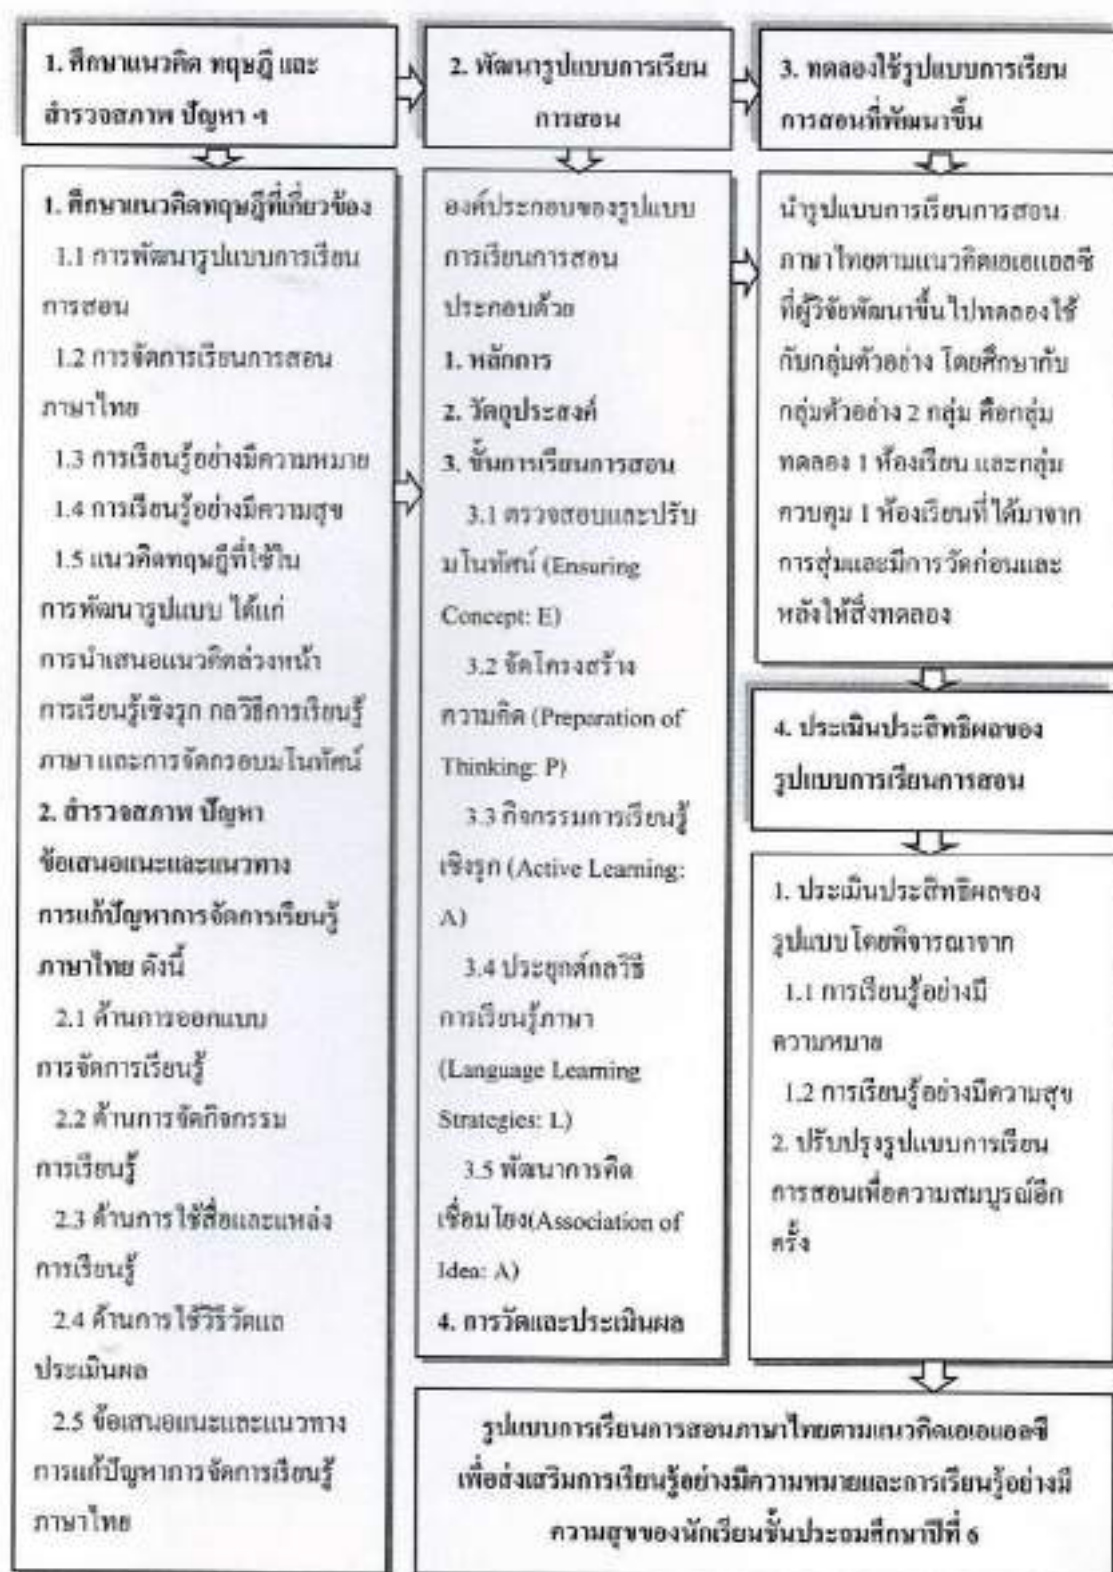 1. ศึกษาแนวคิด ทฤษฎี และ
สำรวจสภาพ ปัญหา ฯ
1. ศึกษาแนวคิดทฤษฎีที่เกี่ยวข้อง
1.1 การพัฒนารูปแบบการเรียน
การสอน
1.2 การจัดการเรียนการสอน
ภาษาไทย
1.3 การเรียนรู้อย่างมีความหมาย
1.4 การเรียนรู้อย่างมีความสุข
1.5 แนวคิดทฤษฎีที่ใช้ใน
การพัฒนารูปแบบ ได้แก่
การนำเสนอแนวคิดล่วงหน้า
การเรียนรู้เชิงรุก กลวิธีการเรียนรู้
ภาษา และการจัดกรอบมโนทัศน์
2. สำรวจสภาพ ปัญหา
ข้อเสนอแนะและแนวทาง
การแก้ปัญหาการจัดการเรียนรู้
ภาษาไทย ดังนี้
2.1 ด้านการออกแบบ
การจัดการเรียนรู้
2.2 ด้านการจัดกิจกรรม
การเรียนรู้
2.3 ด้านการใช้สื่อและแหล่ง
การเรียนรู้
2.4 ด้านการใช้วิธีวัดแล
ประเมินผล
2.5 ข้อเสนอแนะและแนวทาง
การแก้ปัญหาการจัดการเรียนรู้
ภาษาไทย
2. พัฒนารูปแบบการเรียน
การสอน
องค์ประกอบของรูปแบบ
การเรียนการสอน
ประกอบด้วย
1. หลักการ
2. วัตถุประสงค์
3. ขั้นการเรียนการสอน
3.1 ตรวจสอบและปรับ
มโนทัศน์ (Ensuring
Concept: E)
3.2 จัดโครงสร้าง
ความคิด (Preparation of
Thinking: P)
3.3 กิจกรรมการเรียนรู้
เชิงรุก (Active Learning:
A)
3.4 ประยุกต์กลวิธี
การเรียนรู้ภาษา
(Language Learning
Strategies: L)
3.5 พัฒนาการคิด
เชื่อมโยง(Association of
Idea: A)
4. การวัดและประเมินผล
3. ทดลองใช้รูปแบบการเรียน
การสอนที่พัฒนาขึ้น
นำรูปแบบการเรียนการสอน
ภาษาไทยตามแนวคิดเอเอแอลซี
ที่ผู้วิจัยพัฒนาขึ้นไปทดลองใช้
กับกลุ่มตัวอย่าง โดยศึกษากับ
กลุ่มตัวอย่าง 2 กลุ่ม คือกลุ่ม
ทดลอง 1 ห้องเรียน และกลุ่ม
ควบคุม 1 ห้องเรียนที่ได้มาจาก
การสุ่มและมีการวัดก่อนและ
หลังให้สิ่งทดลอง
4. ประเมินประสิทธิผลของ
รูปแบบการเรียนการสอน
1. ประเมินประสิทธิผลของ
รูปแบบโดยพิจารณาจาก
1.1 การเรียนรู้อย่างมี
ความหมาย
1.2 การเรียนรู้อย่างมีความสุข
2. ปรับปรุงรูปแบบการเรียน
การสอนเพื่อความสมบูรณ์อีก
ครั้ง
รูปแบบการเรียนการสอนภาษาไทยตามแนวคิดเอเอแอลซี
เพื่อส่งเสริมการเรียนรู้อย่างมีความหมายและการเรียนรู้อย่างมี
ความสุขของนักเรียนชั้นประถมศึกษาปีที่ 6